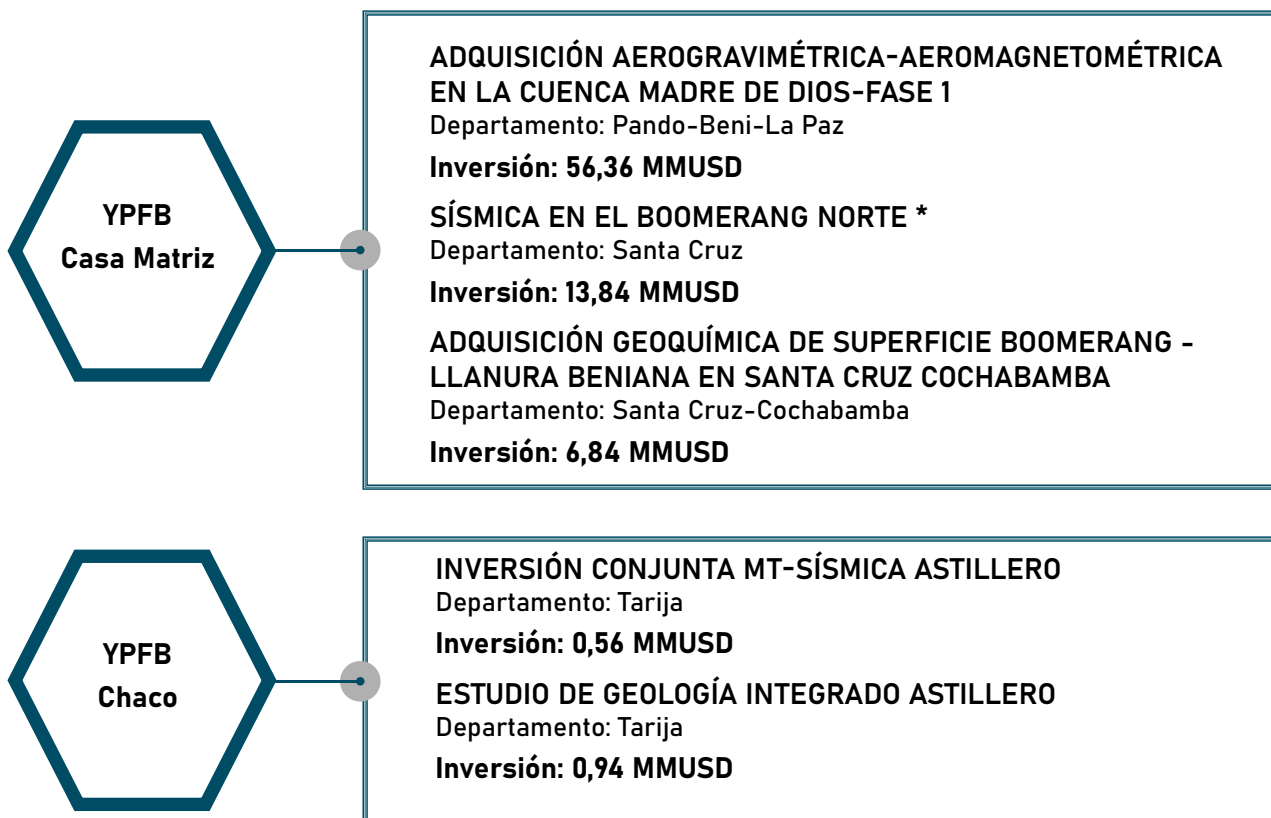 YPFB
Casa Matriz
ADQUISICIÓN AEROGRAVIMÉTRICA-AEROMAGNETOMÉTRICA
EN LA CUENCA MADRE DE DIOS-FASE 1
Departamento: Pando-Beni-La Paz
Inversión: 56,36 MMUSD
SÍSMICA EN EL BOOMERANG NORTE *
Departamento: Santa Cruz
Inversión: 13,84 MMUSD
ADQUISICIÓN GEOQUÍMICA DE SUPERFICIE BOOMERANG -
LLANURA BENIANA EN SANTA CRUZ COCHABAMBA
Departamento: Santa Cruz-Cochabamba
Inversión: 6,84 MMUSD
YPFB
Chaco
INVERSIÓN CONJUNTA MT-SÍSMICA ASTILLERO
Departamento: Tarija
Inversión: 0,56 MMUSD
ESTUDIO DE GEOLOGÍA INTEGRADO ASTILLERO
Departamento: Tarija
Inversión: 0,94 MMUSD